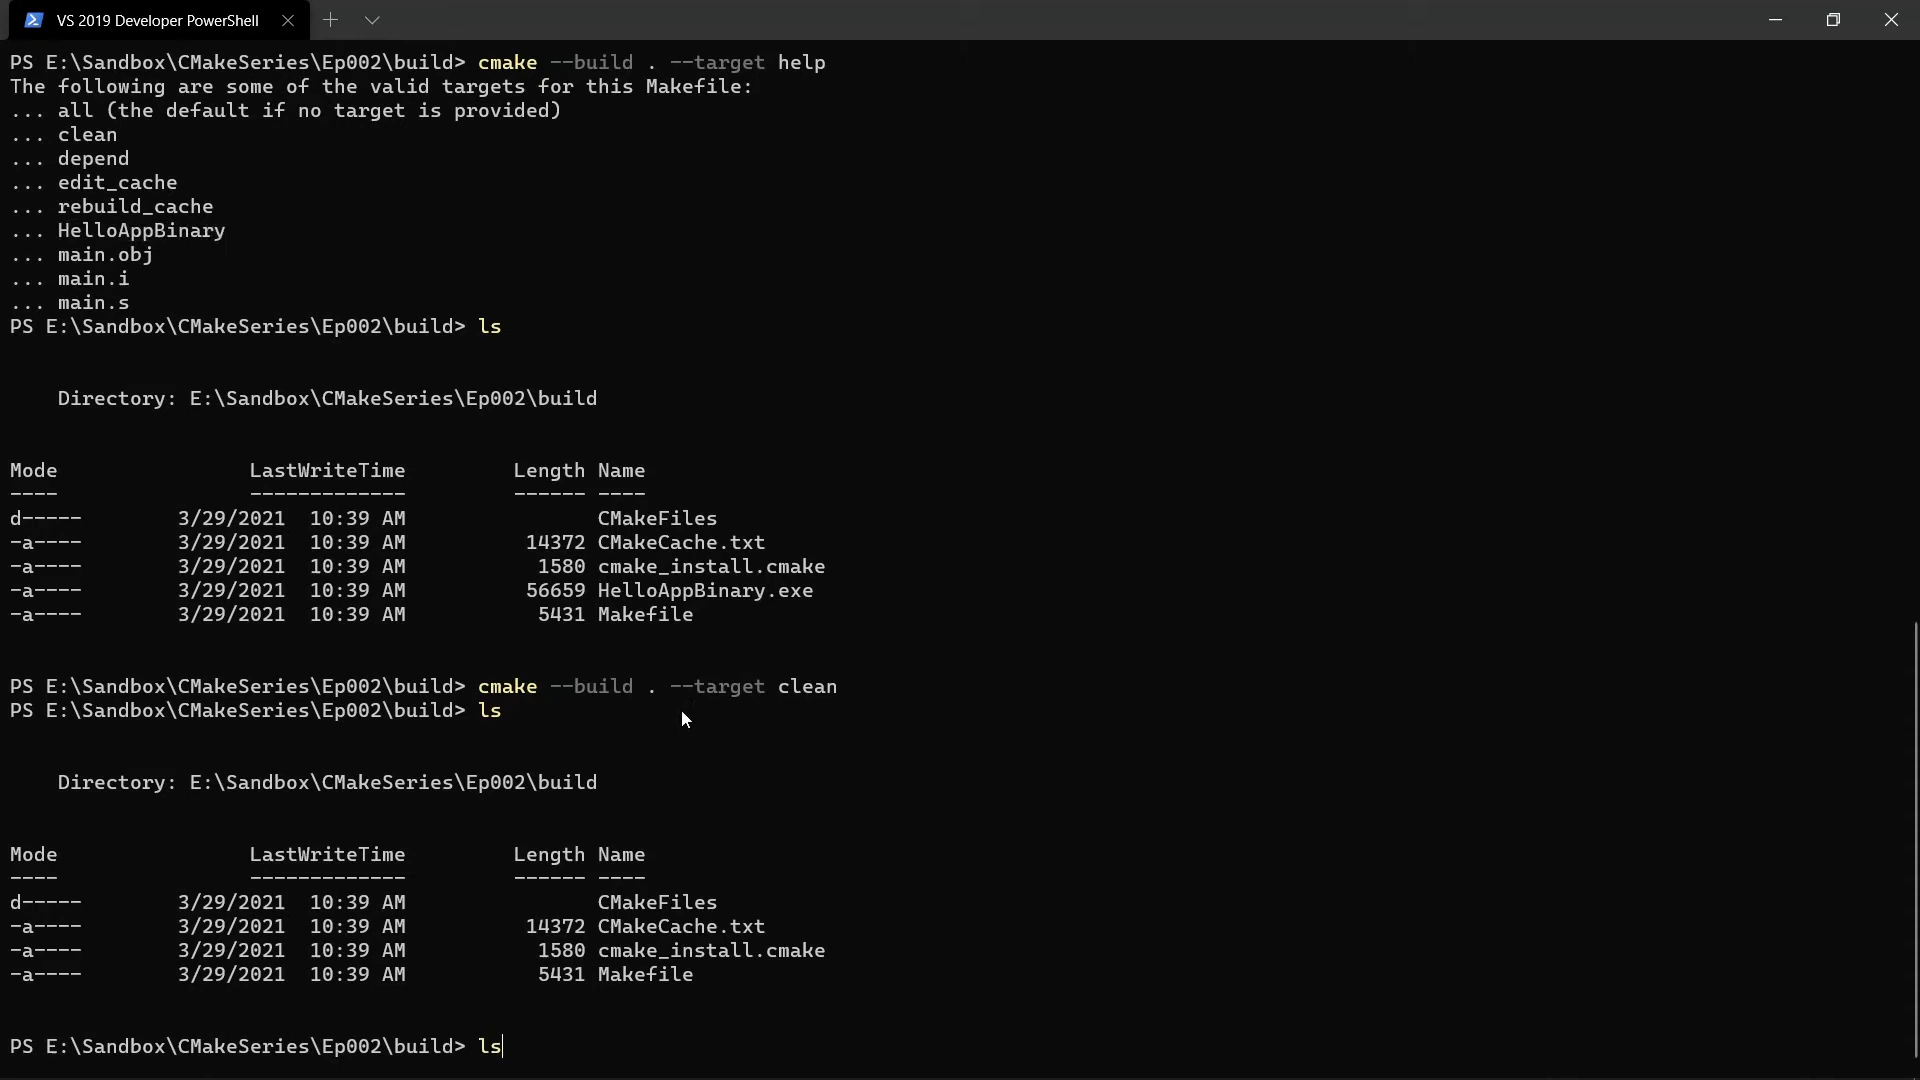 VS 2019 Developer PowerShell
PS E:\Sandbox\CMakeSeries\Ep002\build> cmake --build . --target help
The following are some of the valid targets for this Makefile:
... all (the default if no target is provided)
... clean
... depend
... edit_cache
... rebuild_cache
... HelloAppBinary
... main.obj
... main.i
... main.s
PS E:\Sandbox\CMakeSeries\Ep002\build> ls
Directory: E:\Sandbox\CMakeSeries\Ep002\build
Mode LastWriteTime Length Name
---- ------------- ------ ----
d----- 3/29/2021 10:39 AM CMakeFiles
-a---- 3/29/2021 10:39 AM 14372 CMakeCache.txt
-a---- 3/29/2021 10:39 AM 1580 cmake_install.cmake
-a---- 3/29/2021 10:39 AM 56659 HelloAppBinary.exe
-a---- 3/29/2021 10:39 AM 5431 Makefile
PS E:\Sandbox\CMakeSeries\Ep002\build> cmake --build . --target clean
PS E:\Sandbox\CMakeSeries\Ep002\build> ls
Directory: E:\Sandbox\CMakeSeries\Ep002\build
Mode LastWriteTime Length Name
---- ------------- ------ ----
d----- 3/29/2021 10:39 AM CMakeFiles
-a---- 3/29/2021 10:39 AM 14372 CMakeCache.txt
-a---- 3/29/2021 10:39 AM 1580 cmake_install.cmake
-a---- 3/29/2021 10:39 AM 5431 Makefile
PS E:\Sandbox\CMakeSeries\Ep002\build> ls